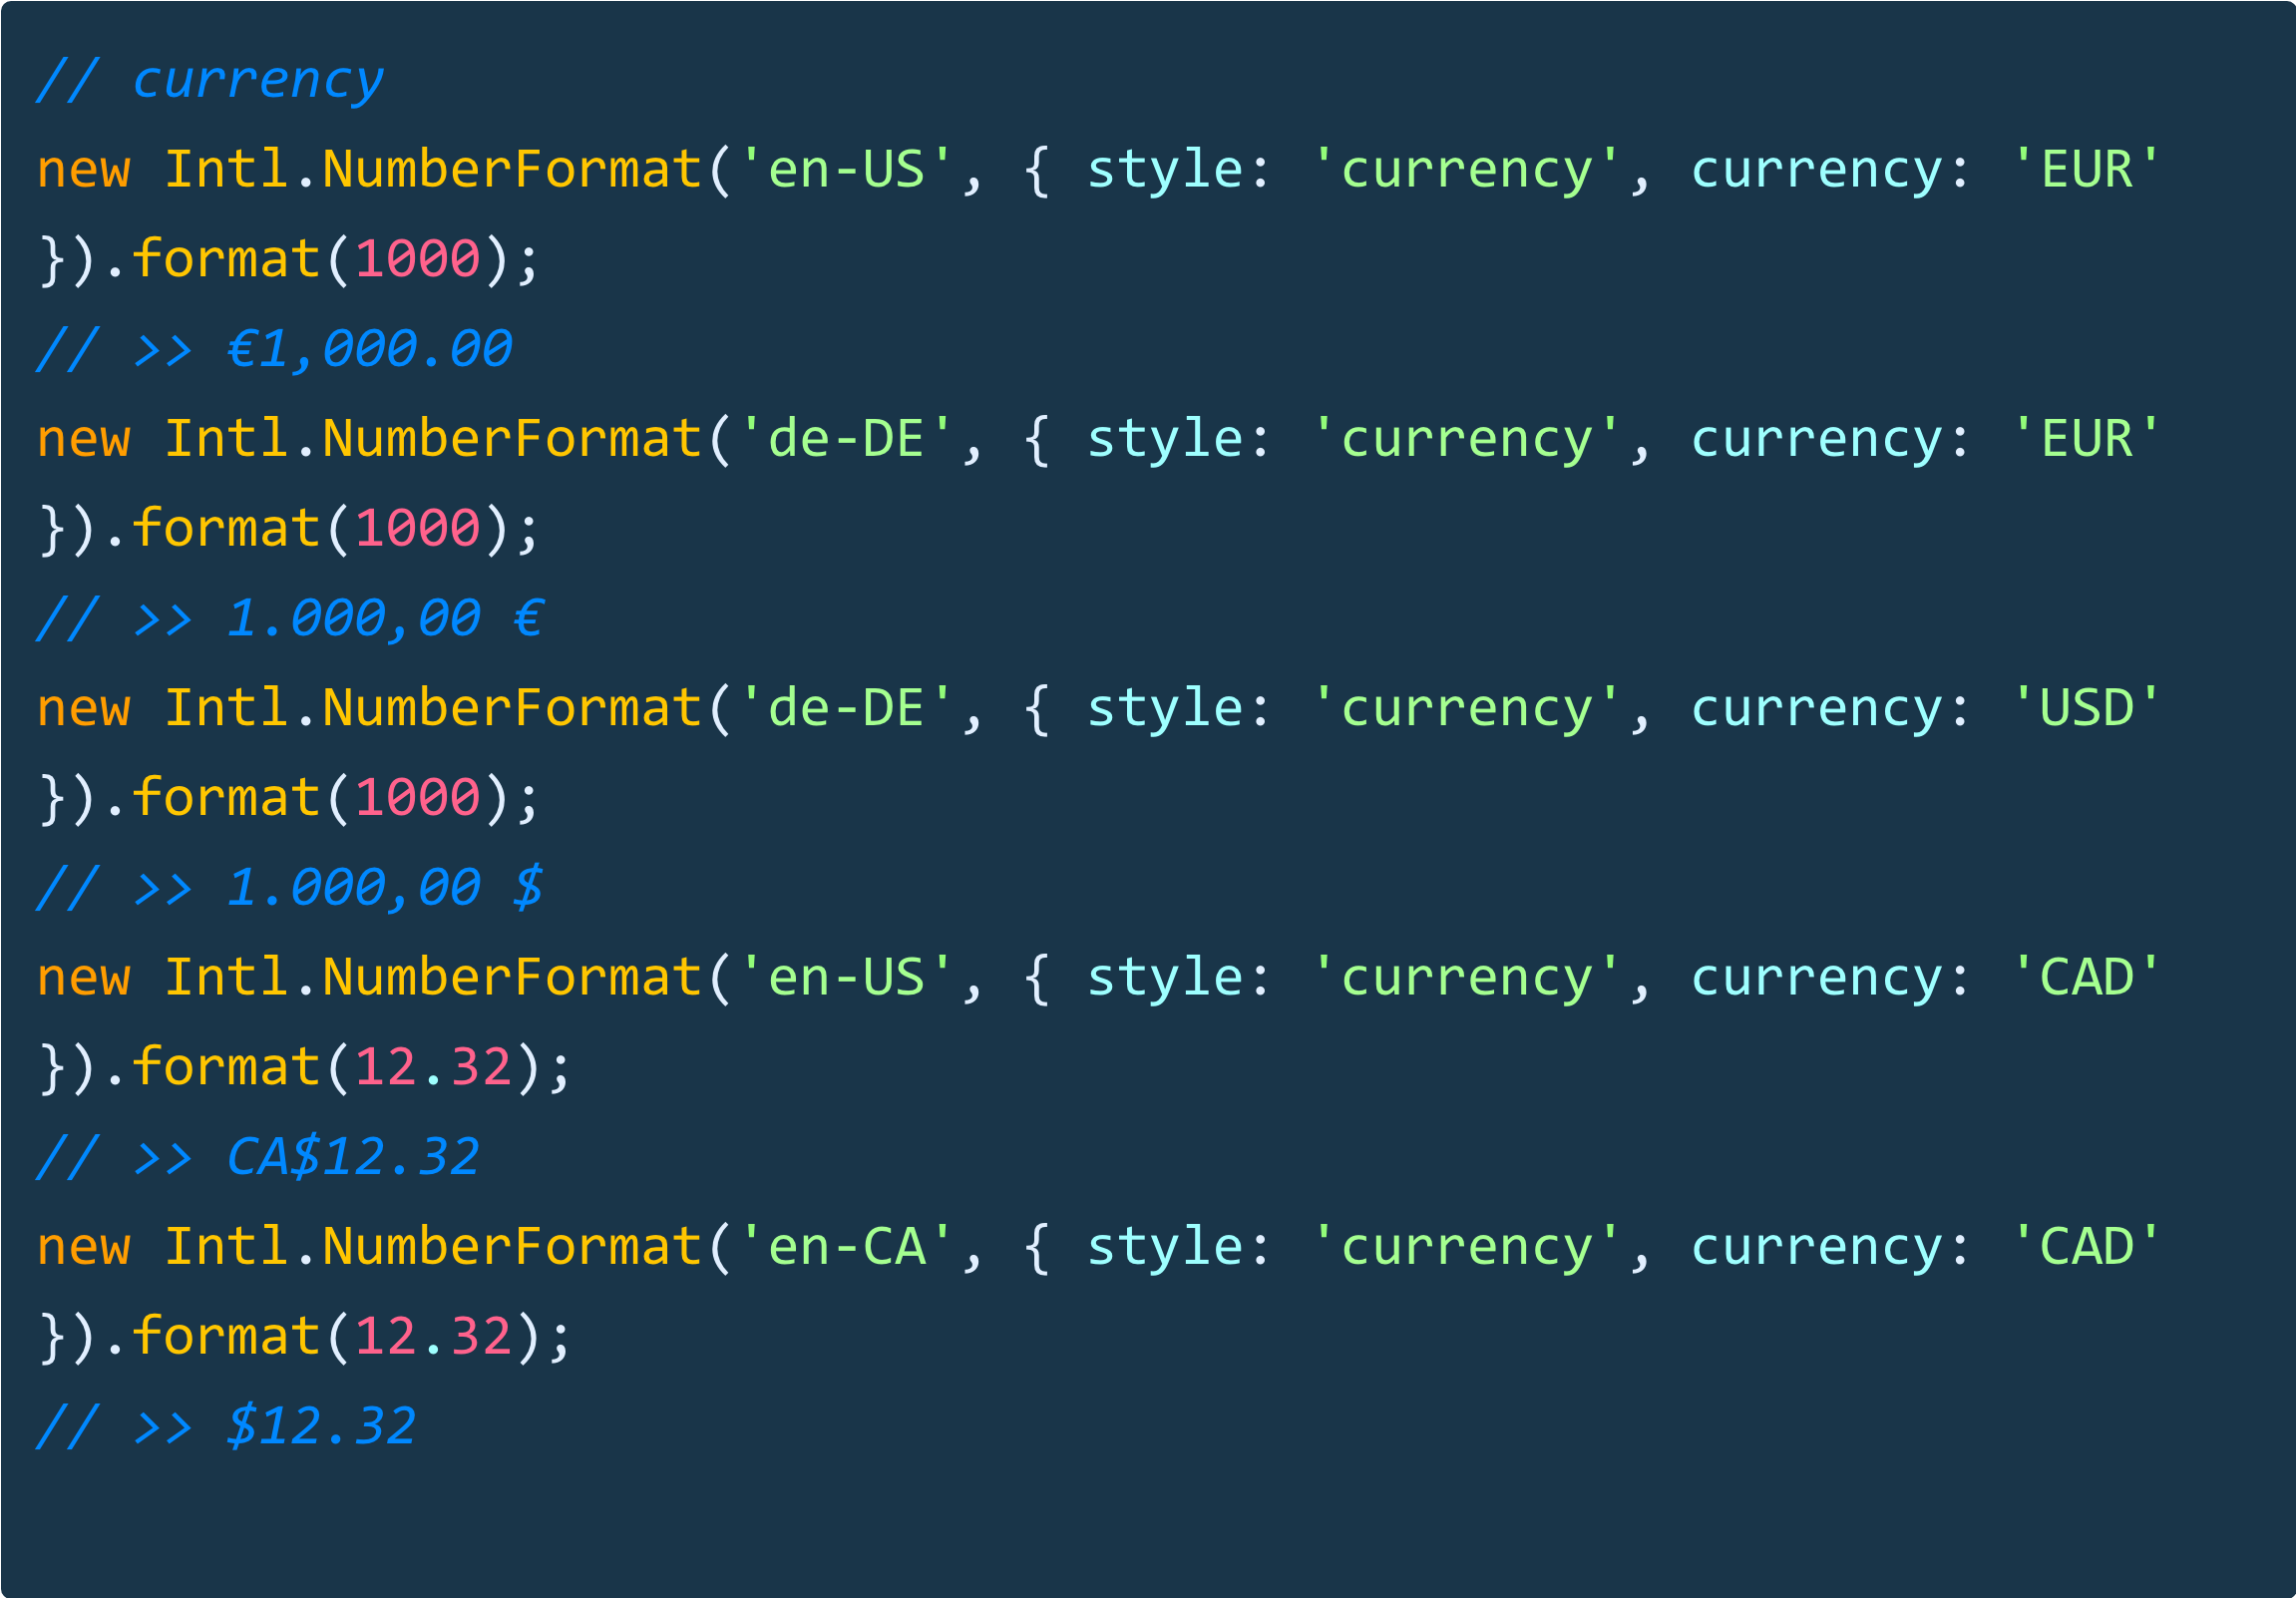 // currency
new Intl.NumberFormat('en-US', { style: 'currency', currency: 'EUR'
}).format(1000);
// >> €1,000.00
new Intl.NumberFormat('de-DE', { style: 'currency', currency: 'EUR'
}).format(1000);
// >> 1.000,00 €
new Intl.NumberFormat('de-DE', { style: 'currency', currency: 'USD'
}).format(1000);
// >> 1.000,00 $
new Intl.NumberFormat('en-US', { style: 'currency', currency: 'CAD'
}).format(12.32);
// >> CA$12.32
new Intl.NumberFormat('en-CA', { style: 'currency', currency: 'CAD'
}).format(12.32);
// >> $12.32